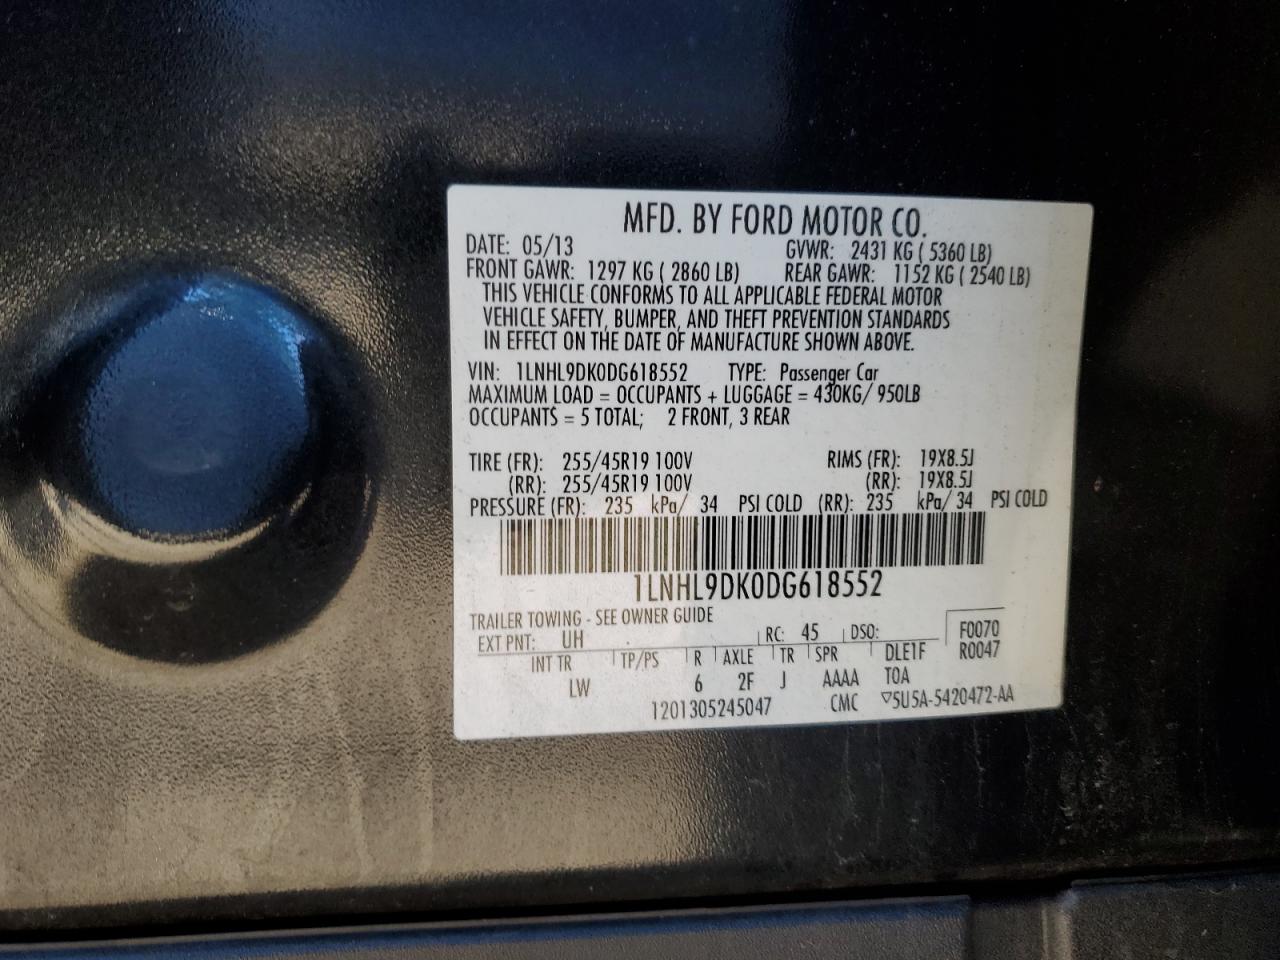 MFD. BY FORD MOTOR CO.
DATE: 05/13 GVWR: 2431 KG ( 5360 LB)
FRONT GAWR: 1297 KG ( 2860 LB) REAR GAWR: 1152 KG ( 2540 LB)
THIS VEHICLE CONFORMS TO ALL APPLICABLE FEDERAL MOTOR
VEHICLE SAFETY, BUMPER, AND THEFT PREVENTION STANDARDS
IN EFFECT ON THE DATE OF MANUFACTURE SHOWN ABOVE.
VIN: 1LNHL9DK0DG618552 TYPE: Passenger Car
MAXIMUM LOAD = OCCUPANTS + LUGGAGE = 430KG/ 950LB
OCCUPANTS = 5 TOTAL; 2 FRONT, 3 REAR
TIRE (FR): 255/45R19 100V RIMS (FR): 19X8.5J
(RR): 255/45R19 100V (RR): 19X8.5J
PRESSURE (FR): 235 kPa/ 34 PSI COLD (RR): 235 kPa/ 34 PSI COLD
1LNHL9DK0DG618552
TRAILER TOWING - SEE OWNER GUIDE
EXT PNT: UH RC: 45 DSO: F0070
INT TR TP/PS R AXLE TR SPR DLE1F R0047
LW 6 2F J AAAA TOA
1201305245047 CMC ▽5U5A-5420472-AA